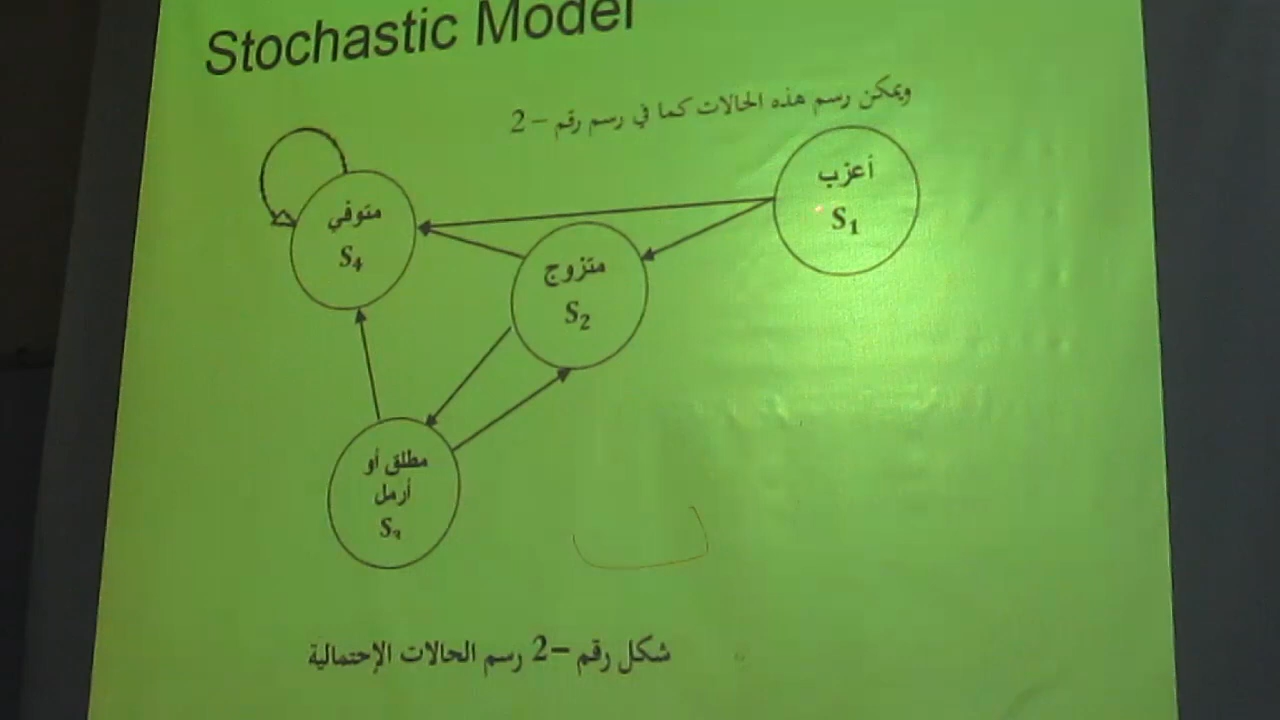 Stochastic Model
ويمكن رسم هذه الحالات كما في رسم رقم –2
أعزب
S1
متوفي
S4
متزوج
S2
مطلق أو
أرمل
S3
شكل رقم –2 رسم الحالات الإحتمالية